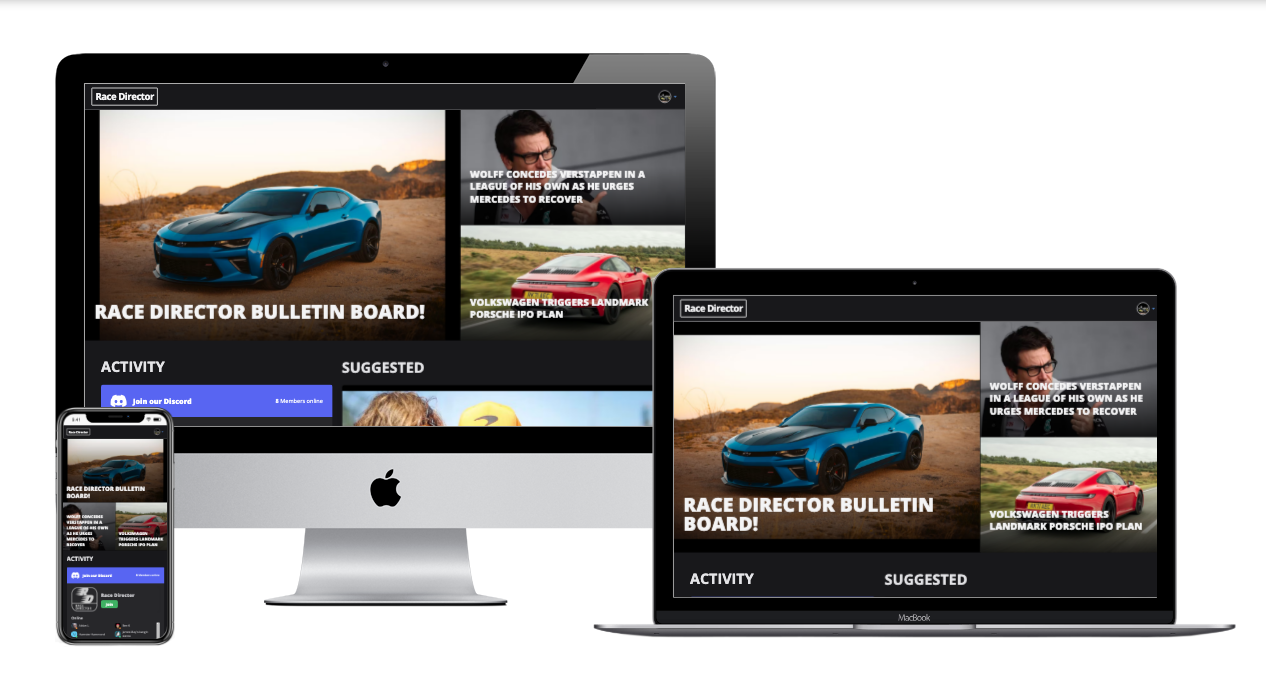 Race Director
WOLFF CONCEDES VERSTAPPEN IN A
LEAGUE OF HIS OWN AS HE URGES
MERCEDES TO RECOVER
RACE DIRECTOR BULLETIN BOARD!
VOLKSWAGEN TRIGGERS LANDMARK
PORSCHE IPO PLAN
ACTIVITY
SUGGESTED
Join our Discord
8 Members online
Race Director
WOLFF CONCEDES VERSTAPPEN
IN A LEAGUE OF HIS OWN AS HE
URGES MERCEDES TO RECOVER
RACE DIRECTOR BULLETIN
BOARD!
VOLKSWAGEN TRIGGERS
LANDMARK PORSCHE IPO PLAN
ACTIVITY
SUGGESTED
MacBook
3:41
Race Director
RACE DIRECTOR BULLETIN
BOARD!
WOLFF CONCEDES
VERSTAPPEN IN A
LEAGUE OF HIS OWN
AS HE URGES
MERCEDES TO
RECOVER
VOLKSWAGEN
TRIGGERS LANDMARK
PORSCHE IPO PLAN
ACTIVITY
Join our Discord
8 Members online
Race Director
Join
Online